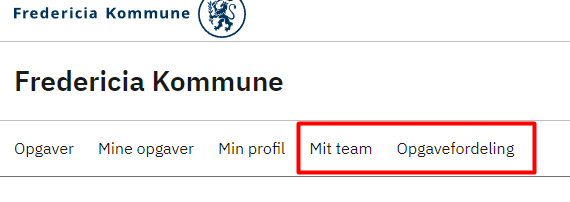 Fredericia Kommune
Fredericia Kommune
Opgaver Mine opgaver Min profil Mit team Opgavefordeling